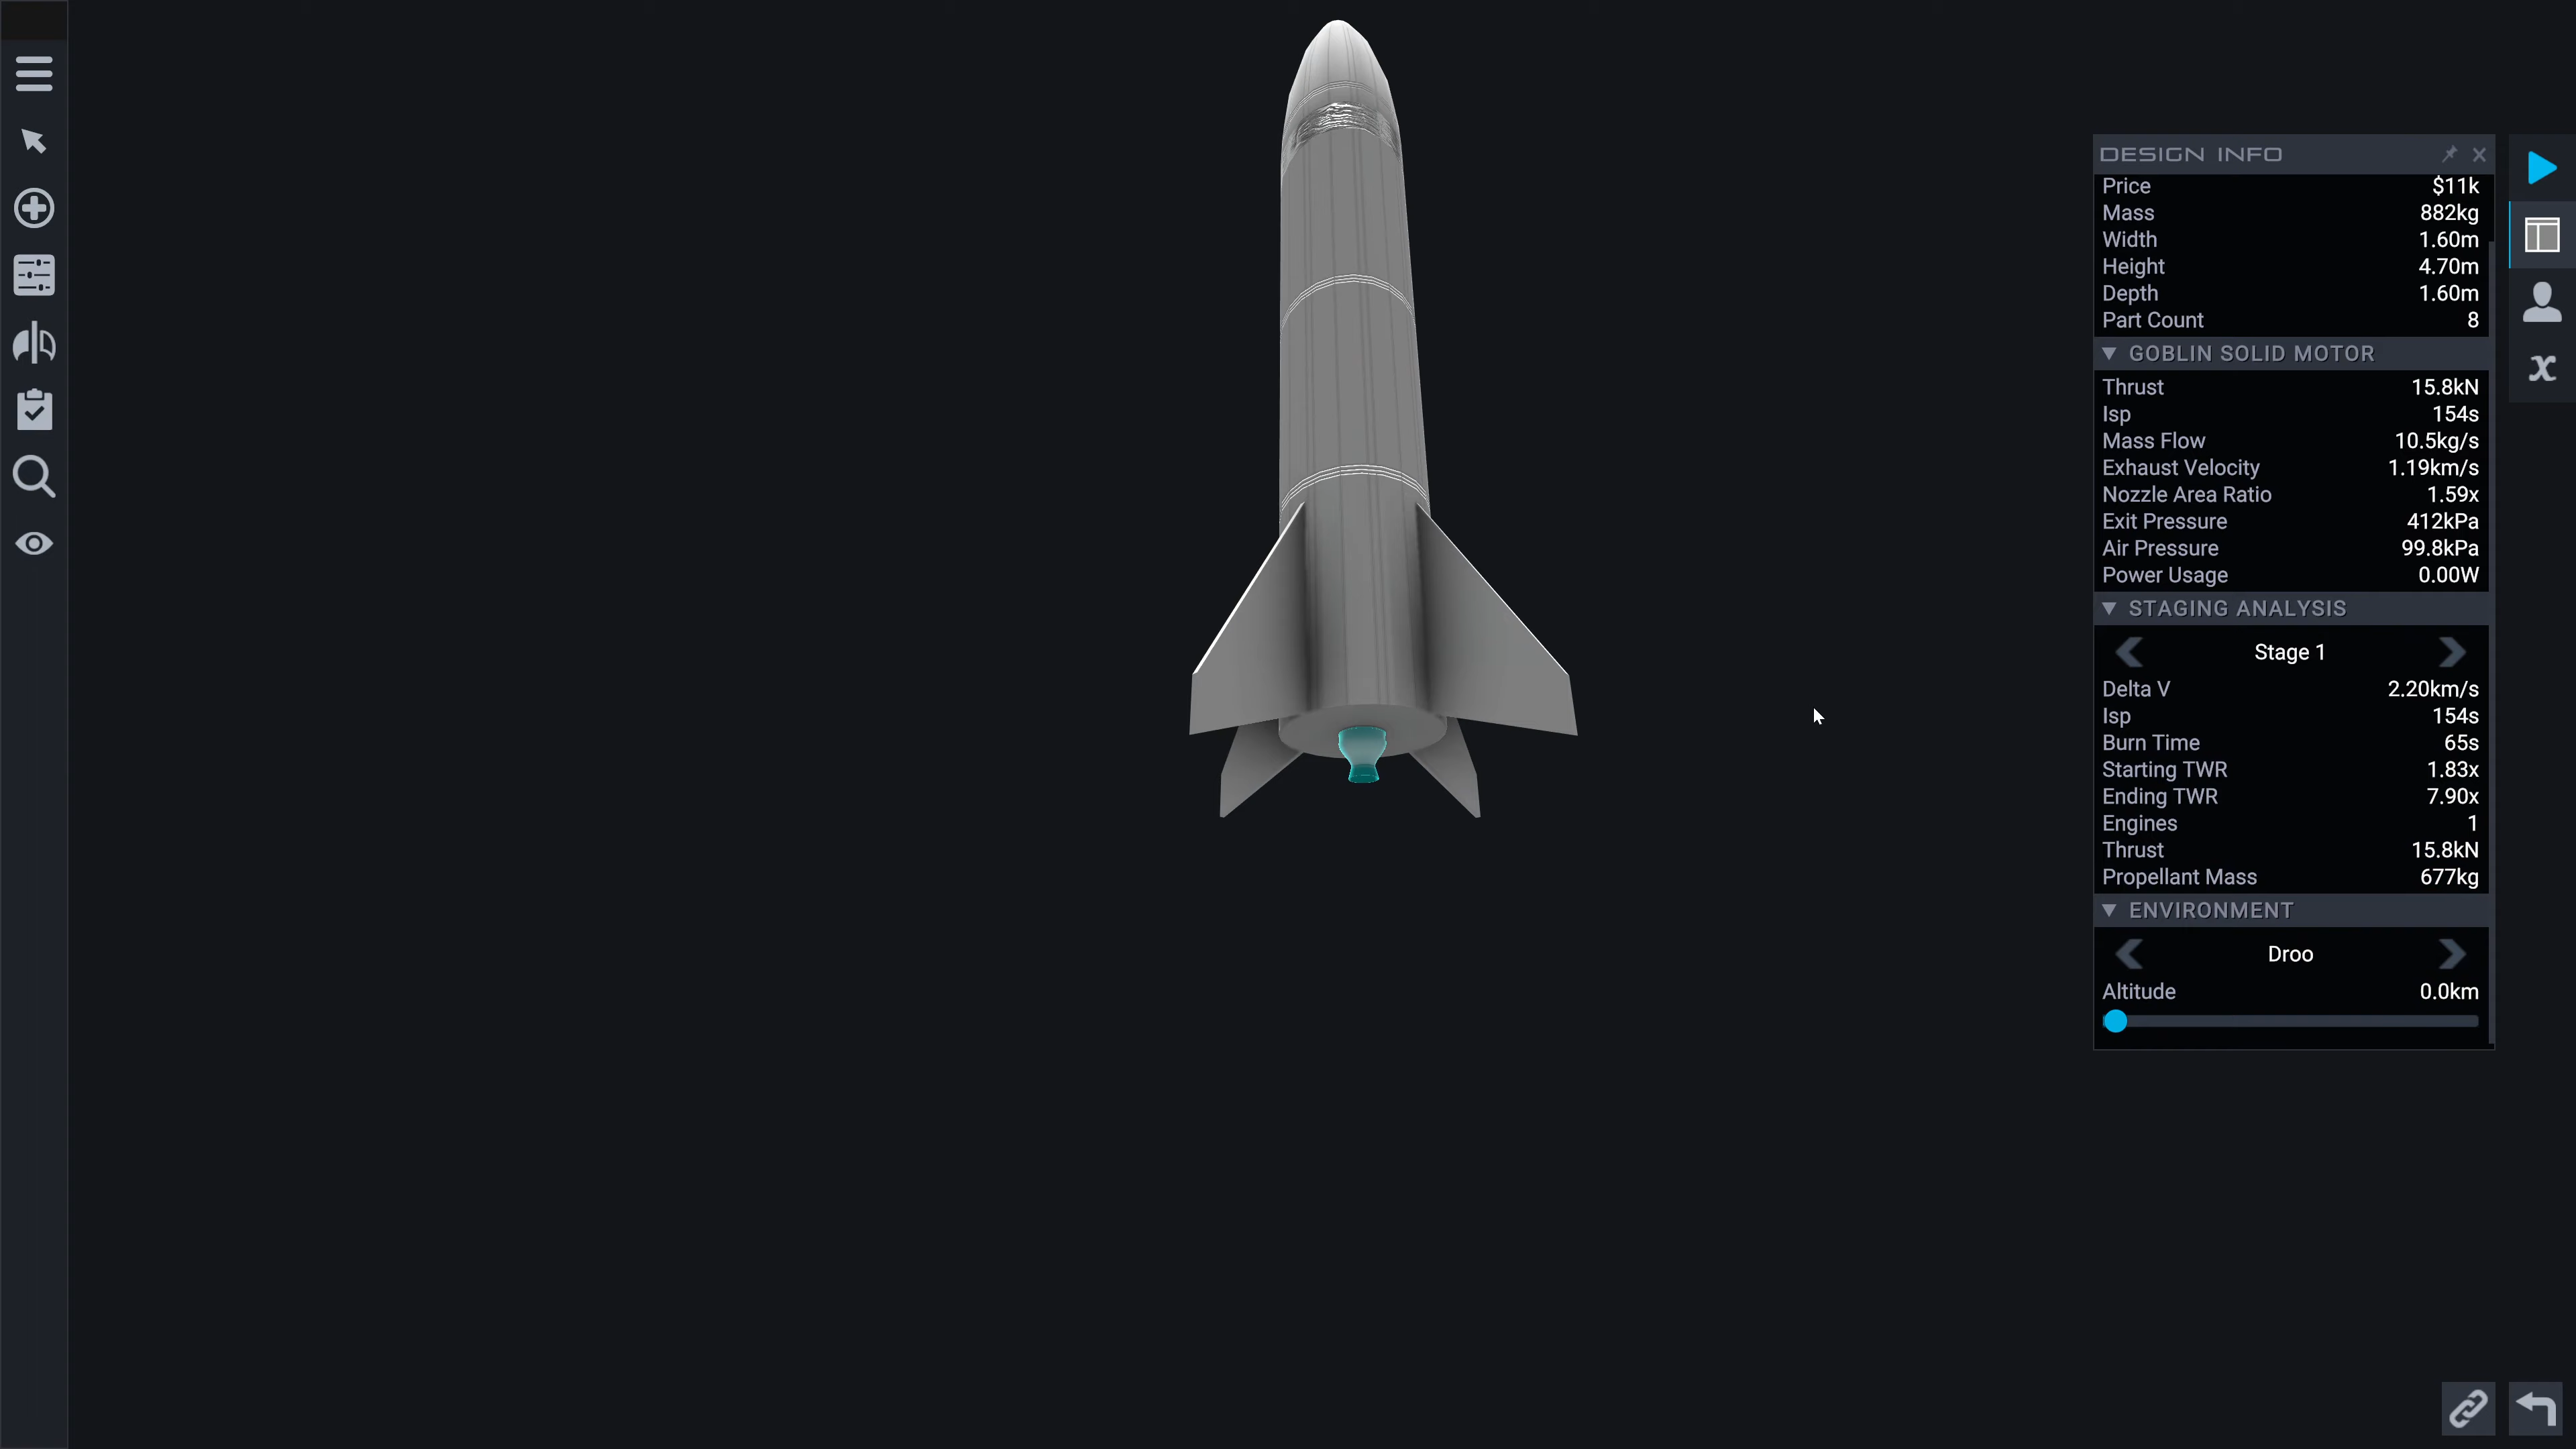 DESIGN INFO
Price $11k
Mass 882kg
Width 1.60m
Height 4.70m
Depth 1.60m
Part Count 8
GOBLIN SOLID MOTOR
Thrust 15.8kN
Isp 154s
Mass Flow 10.5kg/s
Exhaust Velocity 1.19km/s
Nozzle Area Ratio 1.59x
Exit Pressure 412kPa
Air Pressure 99.8kPa
Power Usage 0.00W
STAGING ANALYSIS
Stage 1
Delta V 2.20km/s
Isp 154s
Burn Time 65s
Starting TWR 1.83x
Ending TWR 7.90x
Engines 1
Thrust 15.8kN
Propellant Mass 677kg
ENVIRONMENT
Droo
Altitude 0.0km
x